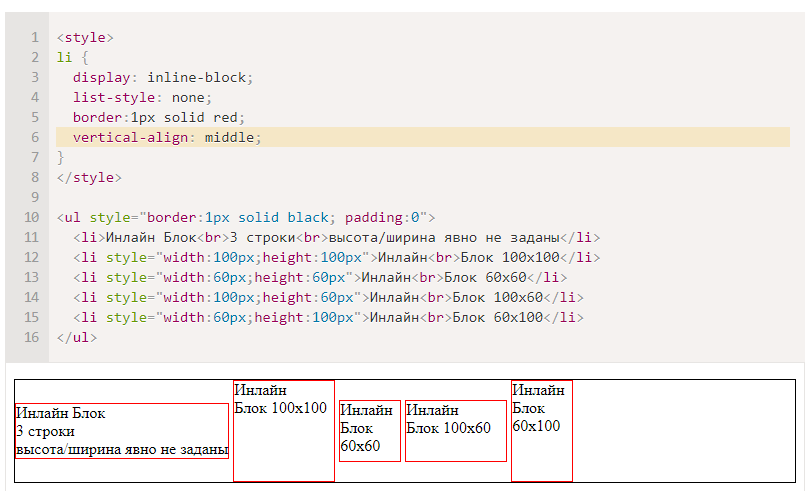 1 <style>
2 li {
3 display: inline-block;
4 list-style: none;
5 border:1px solid red;
6 vertical-align: middle;
7 }
8 </style>
9
10 <ul style="border:1px solid black; padding:0">
11 <li>Инлайн Блок<br>3 строки<br>высота/ширина явно не заданы</li>
12 <li style="width:100px;height:100px">Инлайн<br>Блок 100x100</li>
13 <li style="width:60px;height:60px">Инлайн<br>Блок 60x60</li>
14 <li style="width:100px;height:60px">Инлайн<br>Блок 100x60</li>
15 <li style="width:60px;height:100px">Инлайн<br>Блок 60x100</li>
16 </ul>
Инлайн Блок
3 строки
высота/ширина явно не заданы
Инлайн
Блок 100x100
Инлайн
Блок
60x60
Инлайн
Блок 100x60
Инлайн
Блок
60x100